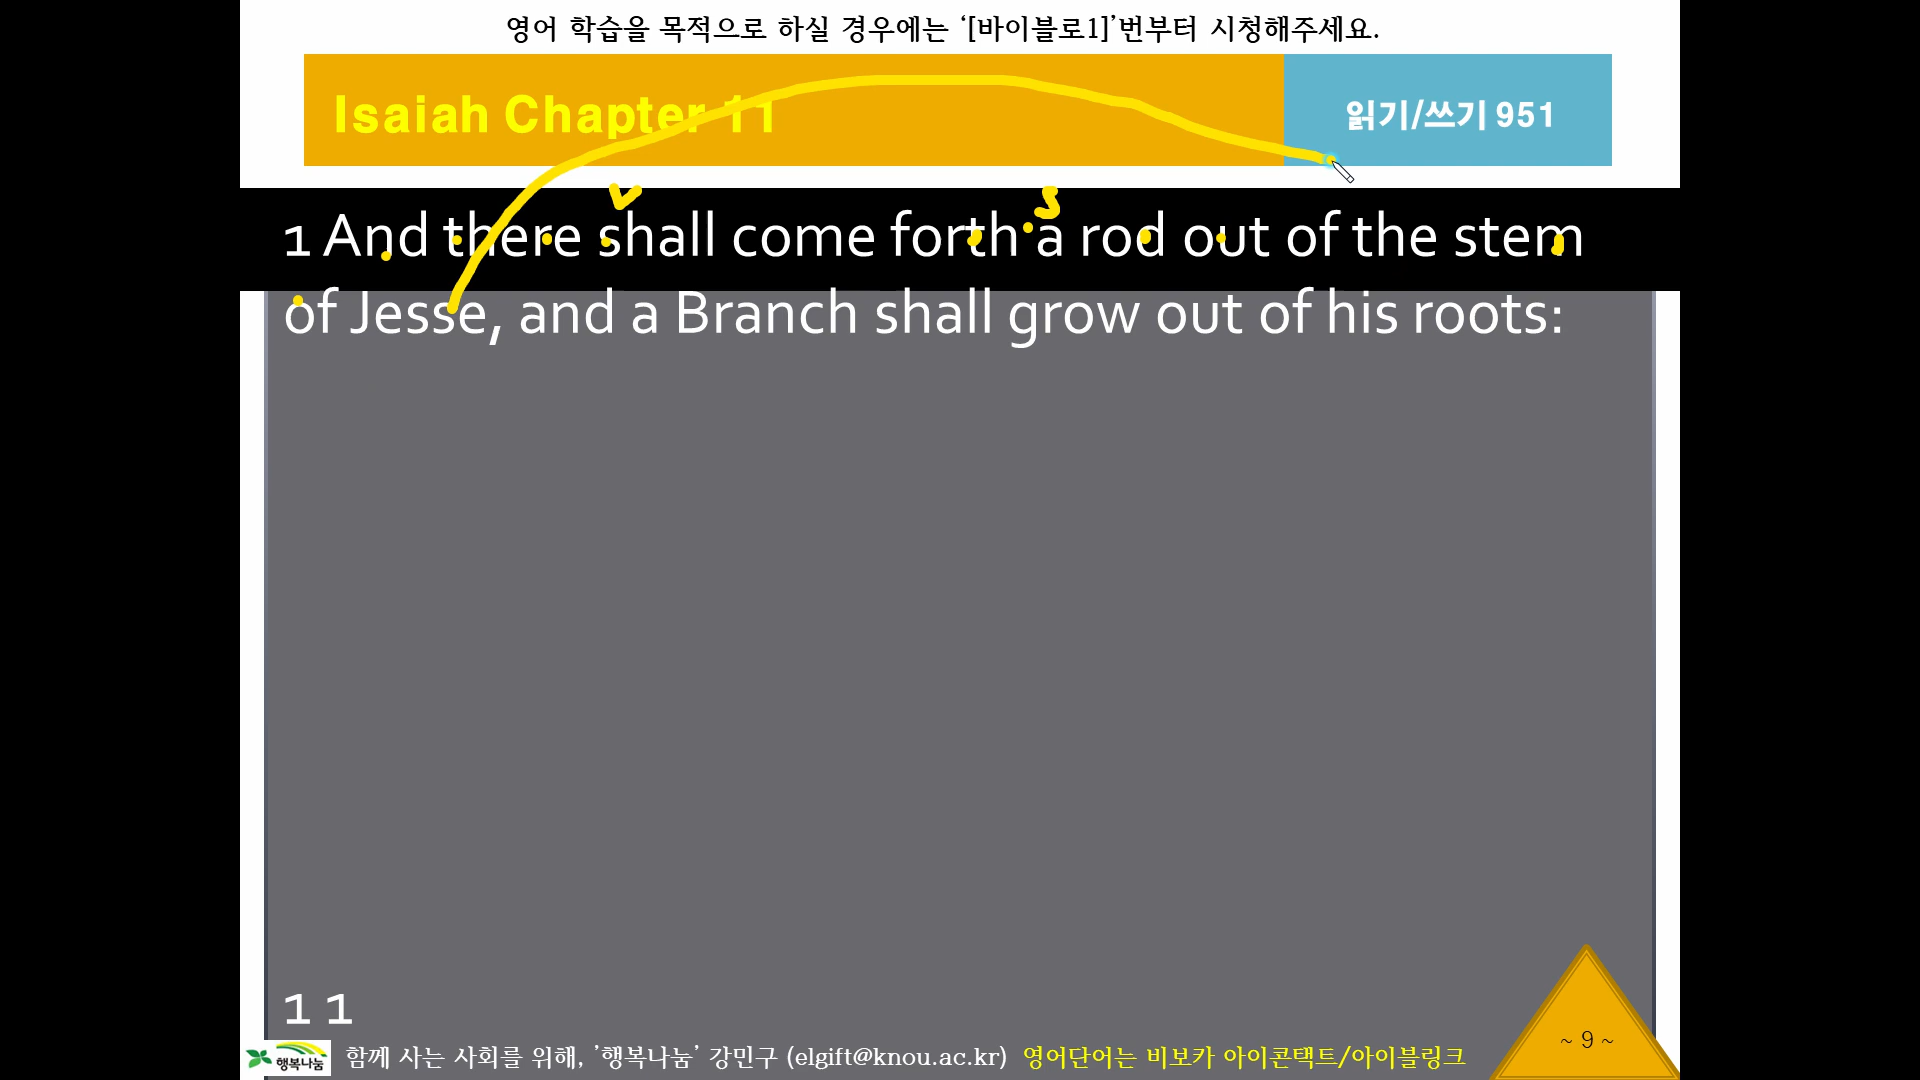 영어 학습을 목적으로 하실 경우에는 ‘[바이블로1]’번부터 시청해주세요.
Isaiah Chapter 11
읽기/쓰기 951
v
s
1 And there shall come forth a rod out of the stem
of Jesse, and a Branch shall grow out of his roots:
1 1
~ 9 ~
행복나눔
함께 사는 사회를 위해, ’행복나눔’ 강민구 (elgift@knou.ac.kr) 영어단어는 비보카 아이콘택트/아이블링크